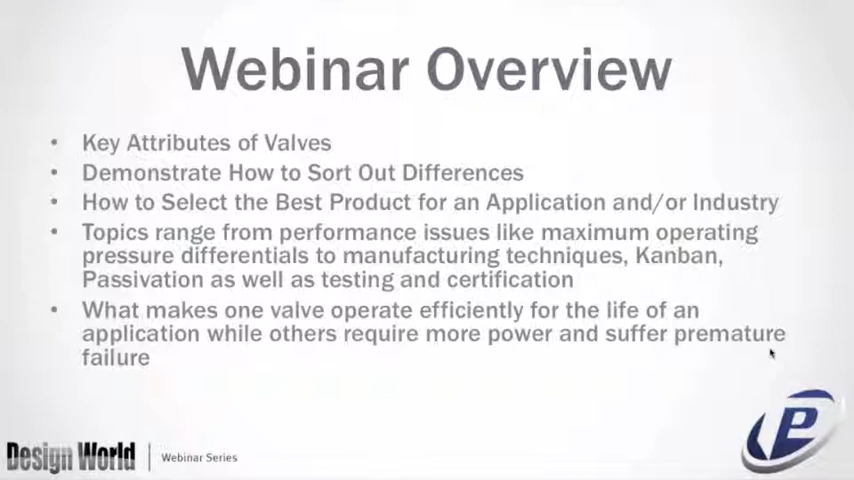 Webinar Overview
• Key Attributes of Valves
• Demonstrate How to Sort Out Differences
• How to Select the Best Product for an Application and/or Industry
• Topics range from performance issues like maximum operating
pressure differentials to manufacturing techniques, Kanban,
Passivation as well as testing and certification
• What makes one valve operate efficiently for the life of an
application while others require more power and suffer premature
failure
P
Design World | Webinar Series